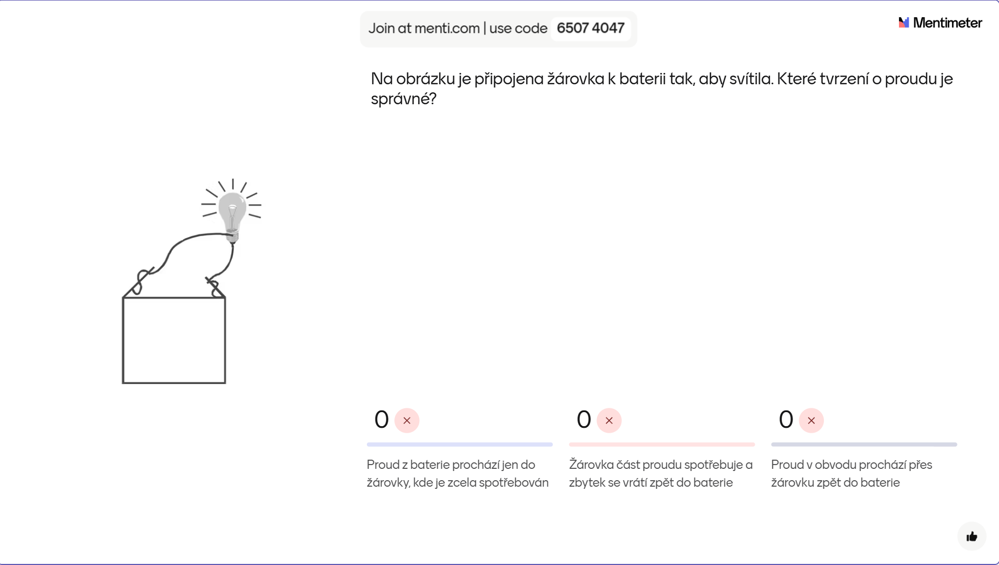 Join at menti.com | use code 6507 4047
Mentimeter
Na obrázku je připojena žárovka k baterii tak, aby svítila. Které tvrzení o proudu je
správné?
0
0
0
Proud z baterie prochází jen do
žárovky, kde je zcela spotřebován
Žárovka část proudu spotřebuje a
zbytek se vrátí zpět do baterie
Proud v obvodu prochází přes
žárovku zpět do baterie